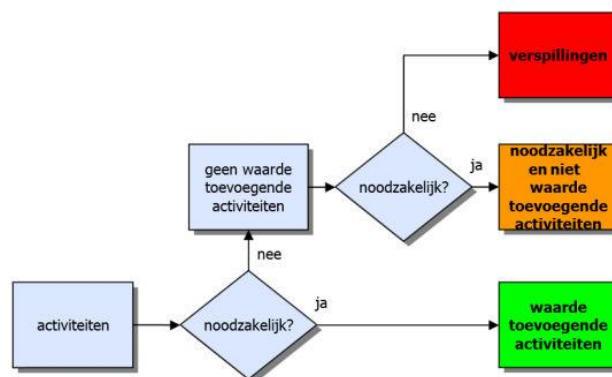 verspillingen
nee
geen waarde
toevoegende
activiteiten
noodzakelijk?
ja
noodzakelijk
en niet
waarde
toevoegende
activiteiten
nee
activiteiten
noodzakelijk?
ja
waarde
toevoegende
activiteiten